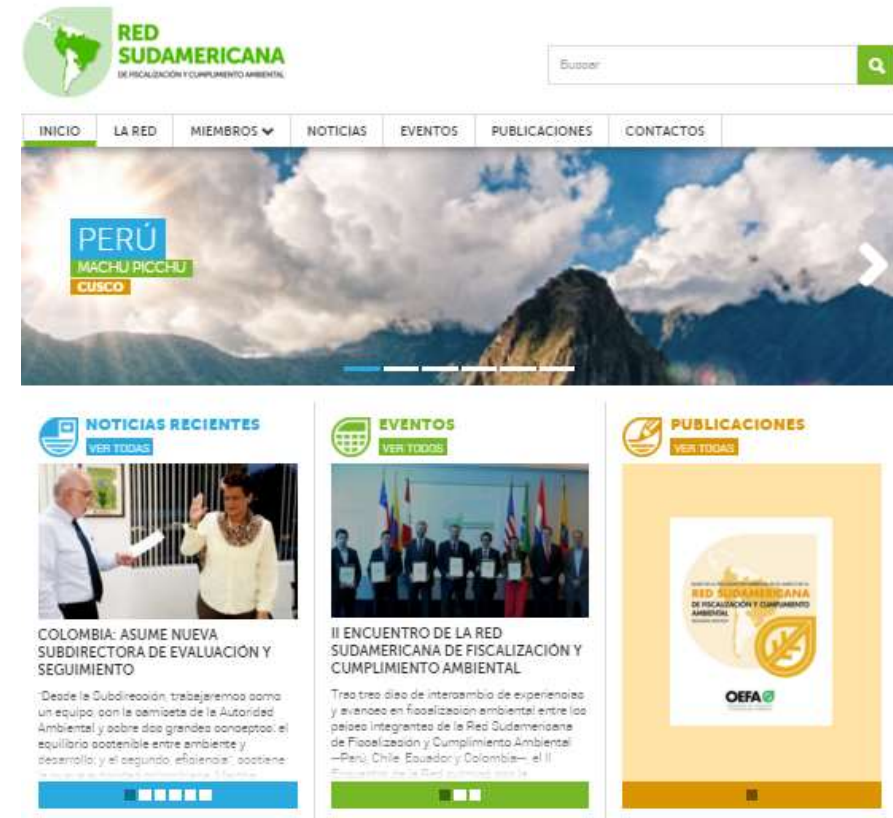 RED
SUDAMERICANA
DE FISCALIZACIÓN Y CUMPLIMIENTO AMBIENTAL
Buscar
INICIO LA RED MIEMBROS NOTICIAS EVENTOS PUBLICACIONES CONTACTOS
PERÚ
MACHU PICCHU
CUSCO
NOTICIAS RECIENTES
VER TODAS
COLOMBIA: ASUME NUEVA
SUBDIRECTORA DE EVALUACIÓN Y
SEGUIMIENTO
"Desde la Subdirección, trabajaremos como
un equipo, con la camiseta de la Autoridad
Ambiental y sobre dos grandes conceptos: el
equilibrio sostenible entre ambiente y
desarrollo; y el segundo, eficiencia", sostiene
EVENTOS
VER TODOS
II ENCUENTRO DE LA RED
SUDAMERICANA DE FISCALIZACIÓN Y
CUMPLIMIENTO AMBIENTAL
Tras tres días de intercambio de experiencias
y avances en fiscalización ambiental entre los
países integrantes de la Red Sudamericana
de Fiscalización y Cumplimiento Ambiental
—Perú, Chile, Ecuador y Colombia—, el II
Encuentro de la Red
PUBLICACIONES
VER TODAS
RED SUDAMERICANA
DE FISCALIZACIÓN Y CUMPLIMIENTO
AMBIENTAL
OEFA